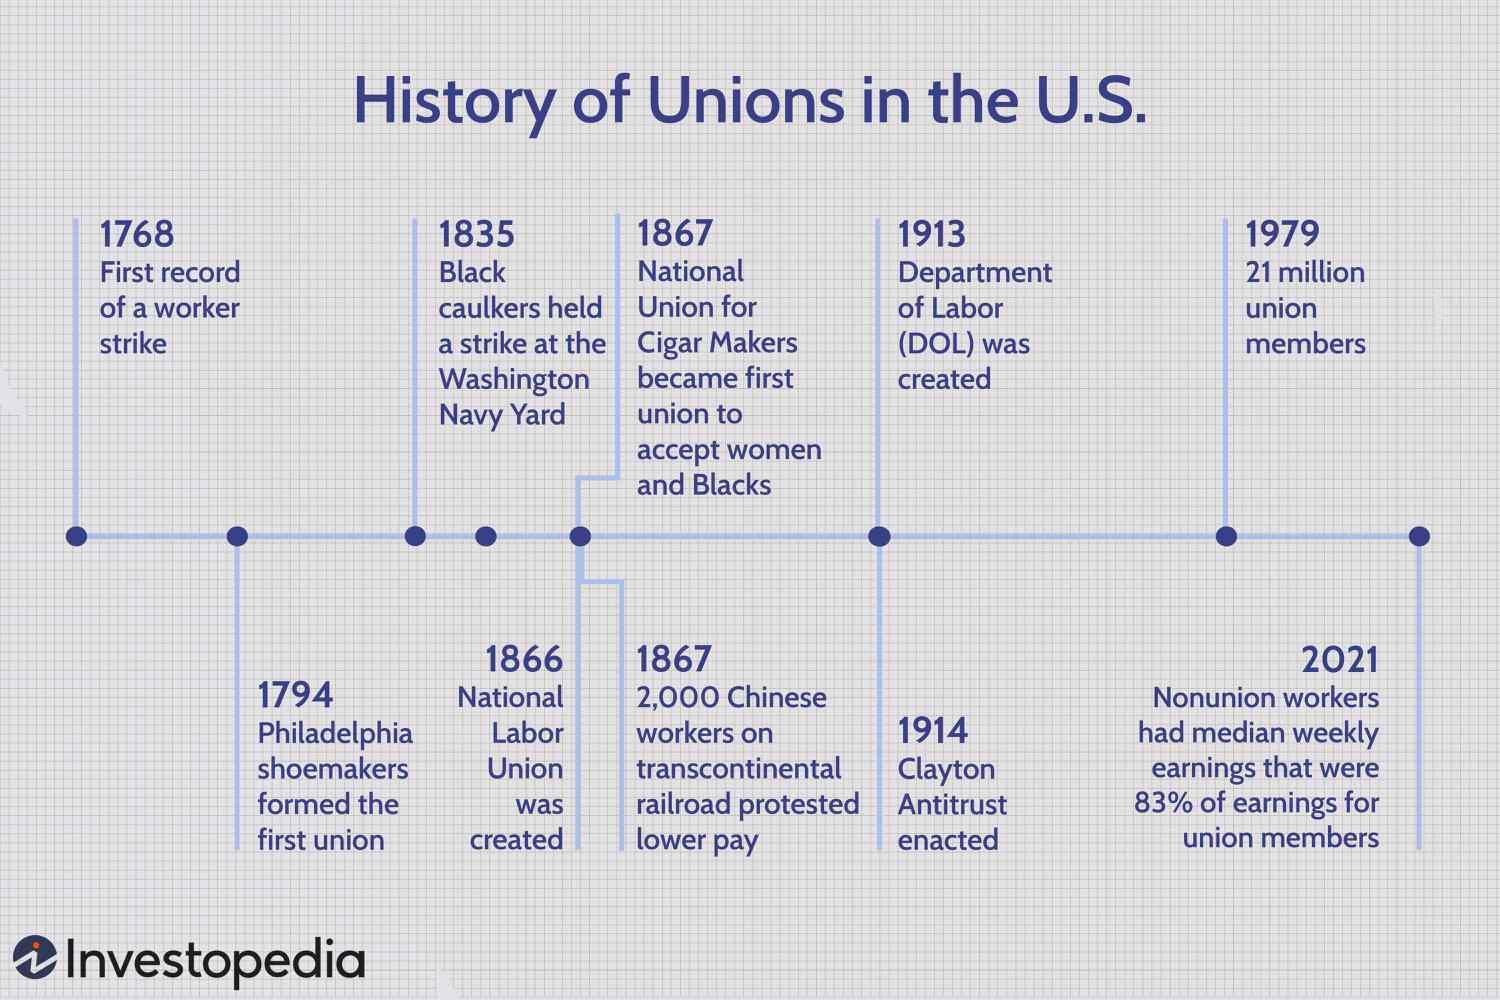 History of Unions in the U.S.
1768
First record
of a worker
strike
1835
Black
caulkers held
a strike at the
Washington
Navy Yard
1867
National
Union for
Cigar Makers
became first
union to
accept women
and Blacks
1913
Department
of Labor
(DOL) was
created
1979
21 million
union
members
1794
Philadelphia
shoemakers
formed the
first union
1866
National
Labor
Union
was
created
1867
2,000 Chinese
workers on
transcontinental
railroad protested
lower pay
1914
Clayton
Antitrust
enacted
2021
Nonunion workers
had median weekly
earnings that were
83% of earnings for
union members
Investopedia